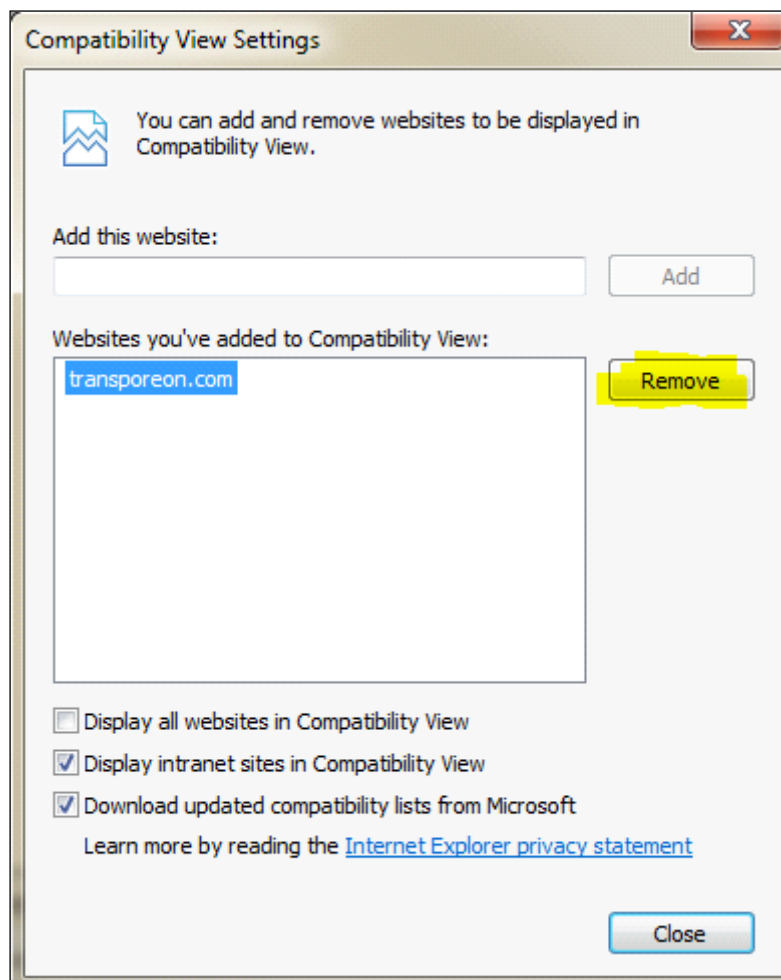 Compatibility View Settings
You can add and remove websites to be displayed in
Compatibility View.
Add this website:
Add
Websites you've added to Compatibility View:
transporeon.com
Remove
Display all websites in Compatibility View
Display intranet sites in Compatibility View
Download updated compatibility lists from Microsoft
Learn more by reading the Internet Explorer privacy statement
Close